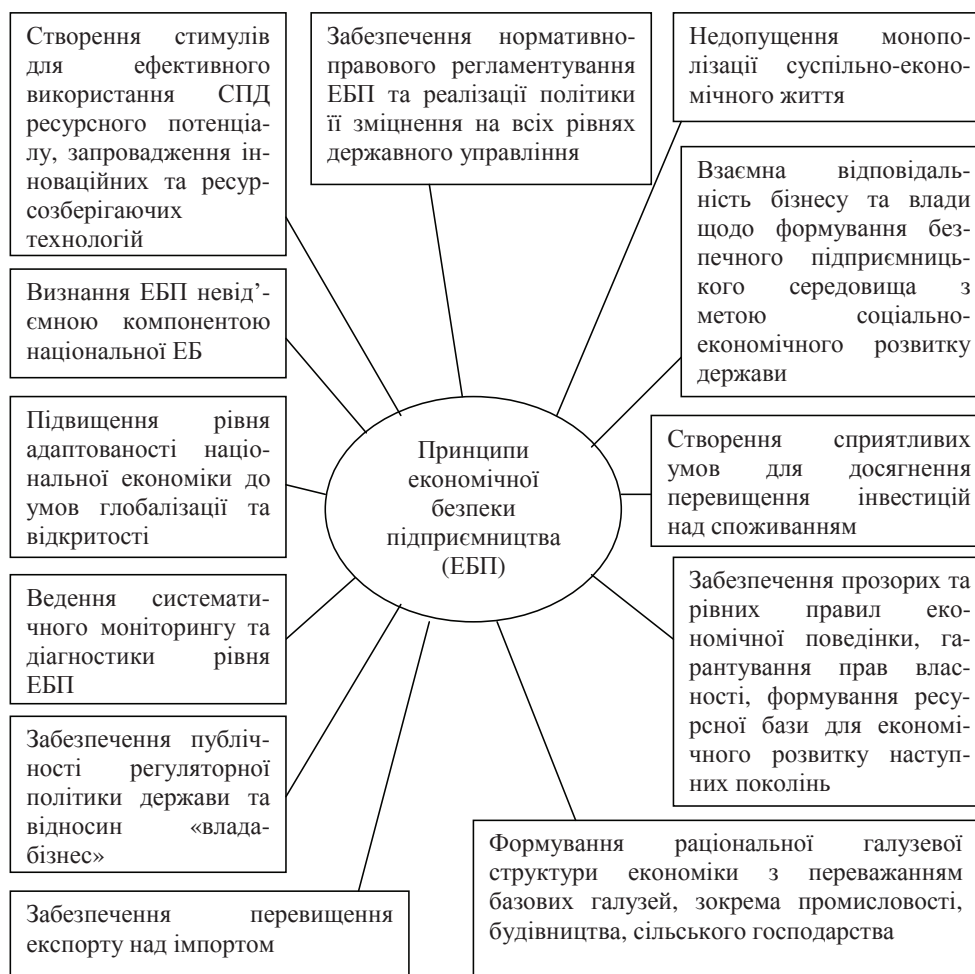 Створення стимулів
для ефективного
використання СПД
ресурсного потенціа-
лу, запровадження ін-
новаційних та ресур-
созберігаючих
технологій
Забезпечення нормативно-
правового регламентування
ЕБП та реалізації політики
її зміцнення на всіх рівнях
державного управління
Недопущення монопо-
лізації суспільно-еконо-
мічного життя
Взаємна відповідаль-
ність бізнесу та влади
щодо формування без-
печного підприємниць-
кого середовища з
метою соціально-
економічного розвитку
держави
Визнання ЕБП невід’-
ємною компонентою
національної ЕБ
Підвищення рівня
адаптованості націо-
нальної економіки до
умов глобалізації та
відкритості
Принципи
економічної
безпеки
підприємництва
(ЕБП)
Створення сприятливих
умов для досягнення
перевищення інвестицій
над споживанням
Ведення системати-
чного моніторингу та
діагностики рівня
ЕБП
Забезпечення прозорих та
рівних правил еко-
номічної поведінки, га-
рантування прав влас-
ності, формування ресу-
рсної бази для економі-
чного розвитку наступ-
них поколінь
Забезпечення публіч-
ності регуляторної
політики держави та
відносин «влада-
бізнес»
Формування раціональної галузевої
структури економіки з переважанням
базових галузей, зокрема промисловості,
будівництва, сільського господарства
Забезпечення перевищення
експорту над імпортом